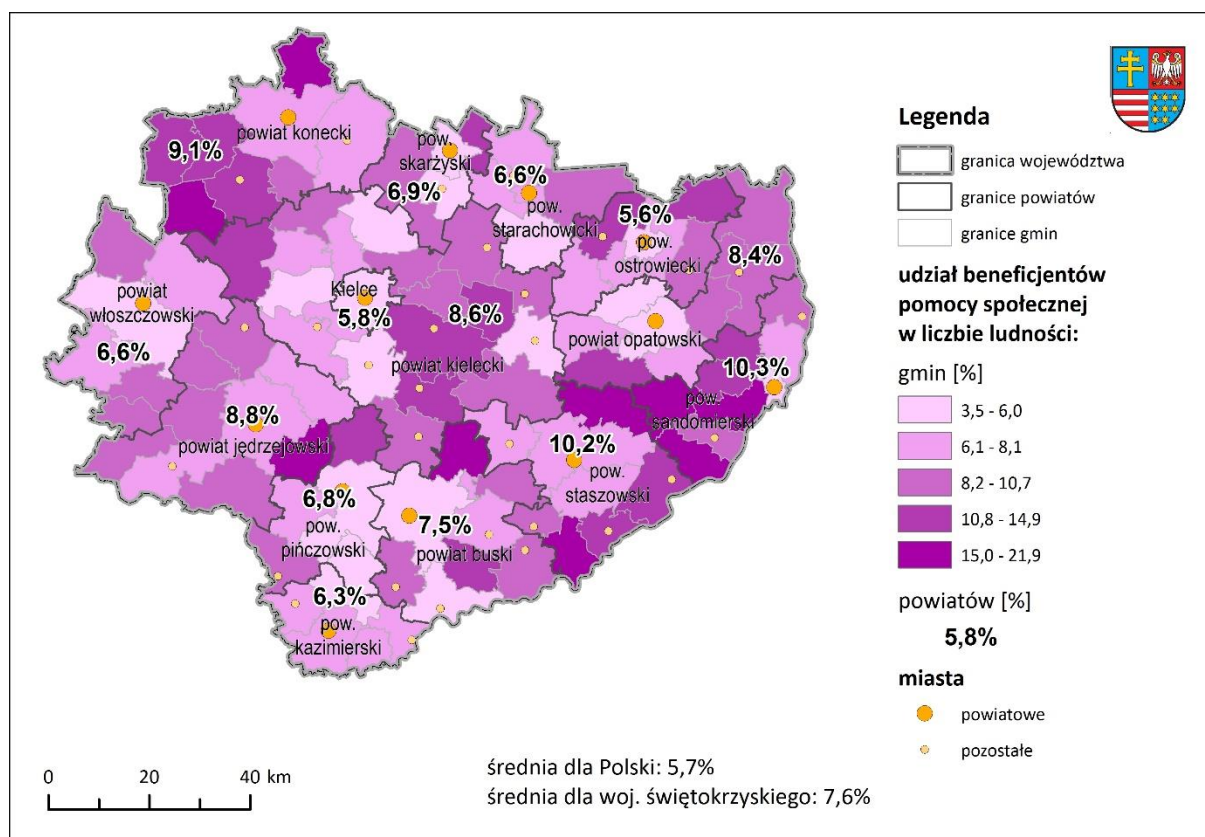 powiat konecki
9,1%
pow.
skarżyski
6,9%
6,6%
pow.
starachowicki
5,6%
pow.
ostrowiecki
8,4%
powiat
włoszczowski
6,6%
Kielce
5,8%
8,6%
powiat kielecki
powiat opatowski
10,3%
pow.
sandomierski
8,8%
powiat jędrzejowski
10,2%
pow.
staszowski
6,8%
pow.
pińczowski
7,5%
powiat buski
6,3%
pow.
kazimierski
Legenda
granica województwa
granice powiatów
granice gmin
udział beneficjentów
pomocy społecznej
w liczbie ludności:
gmin [%]
3,5 - 6,0
6,1 - 8,1
8,2 - 10,7
10,8 - 14,9
15,0 - 21,9
powiatów [%]
5,8%
miasta
powiatowe
pozostałe
0 20 40 km
średnia dla Polski: 5,7%
średnia dla woj. świętokrzyskiego: 7,6%